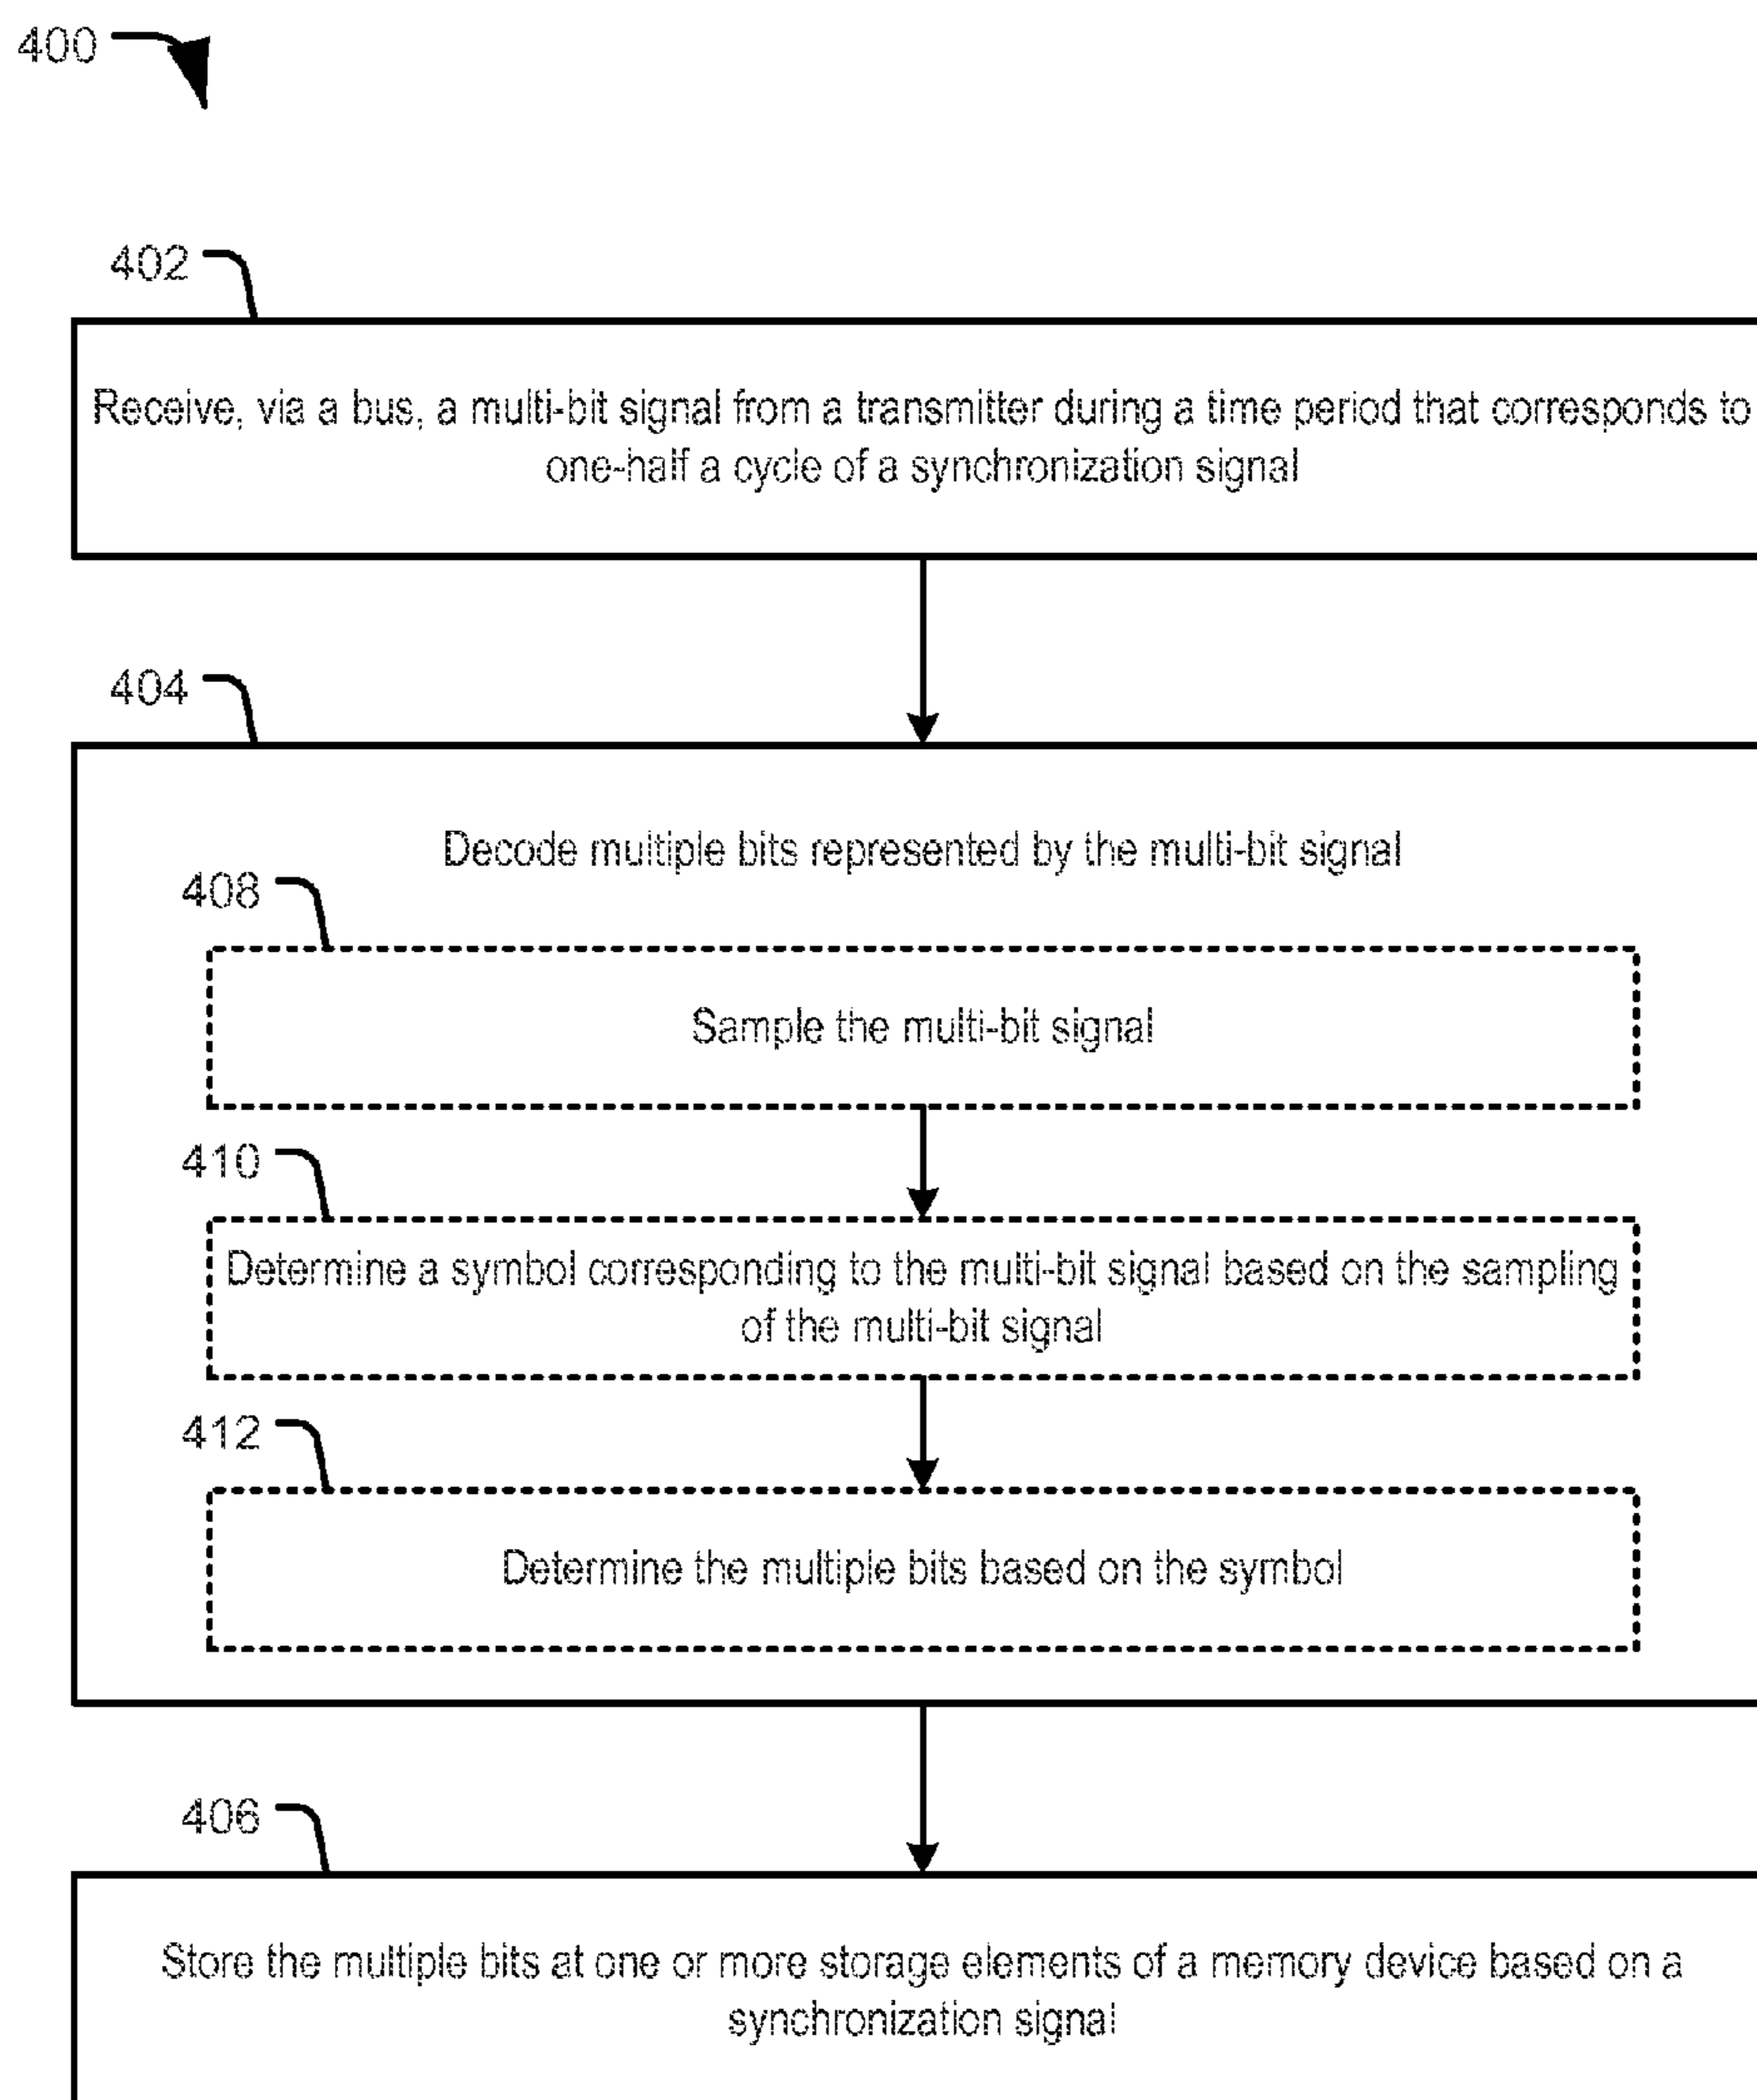 400
402
Receive, via a bus, a multi-bit signal from a transmitter during a time period that corresponds to
one-half a cycle of a synchronization signal
404
Decode multiple bits represented by the multi-bit signal
408
Sample the multi-bit signal
410
Determine a symbol corresponding to the multi-bit signal based on the sampling
of the multi-bit signal
412
Determine the multiple bits based on the symbol
406
Store the multiple bits at one or more storage elements of a memory device based on a
synchronization signal